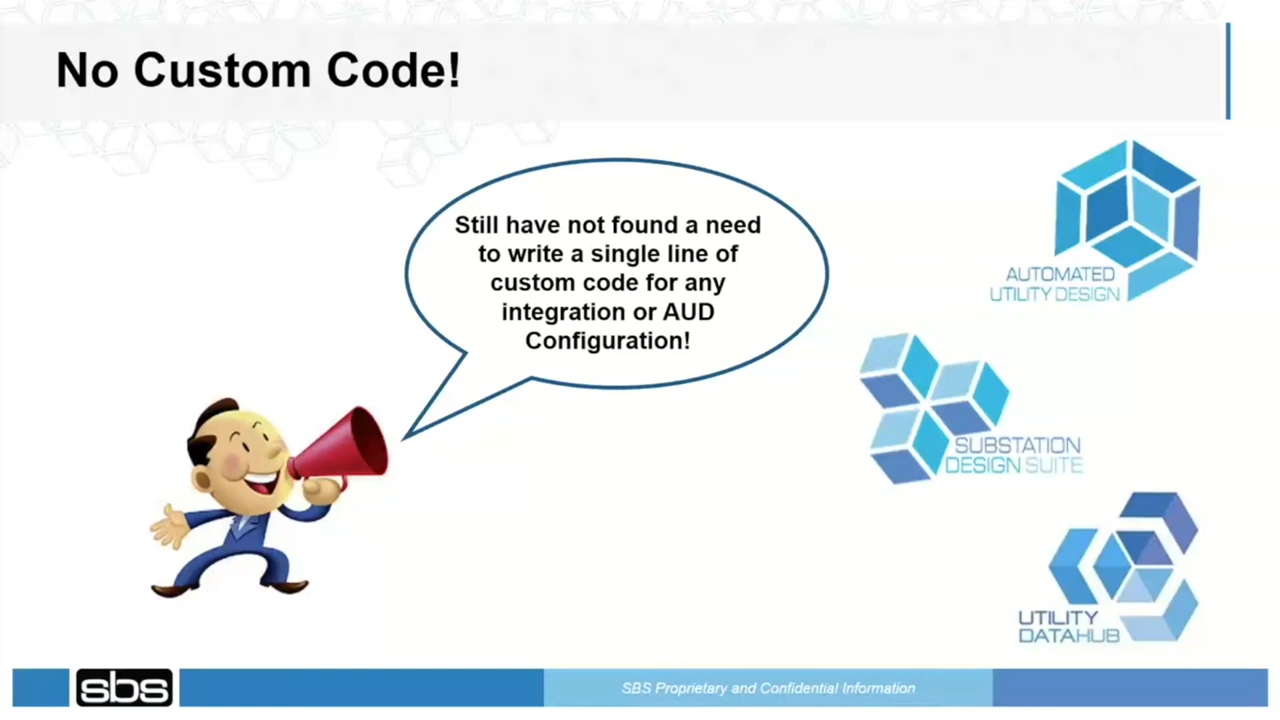 No Custom Code!
Still have not found a need
to write a single line of
custom code for any
integration or AUD
Configuration!
AUTOMATED
UTILITY DESIGN
SUBSTATION
DESIGN SUITE
UTILITY
DATAHUB
sbs
SBS Proprietary and Confidential Information